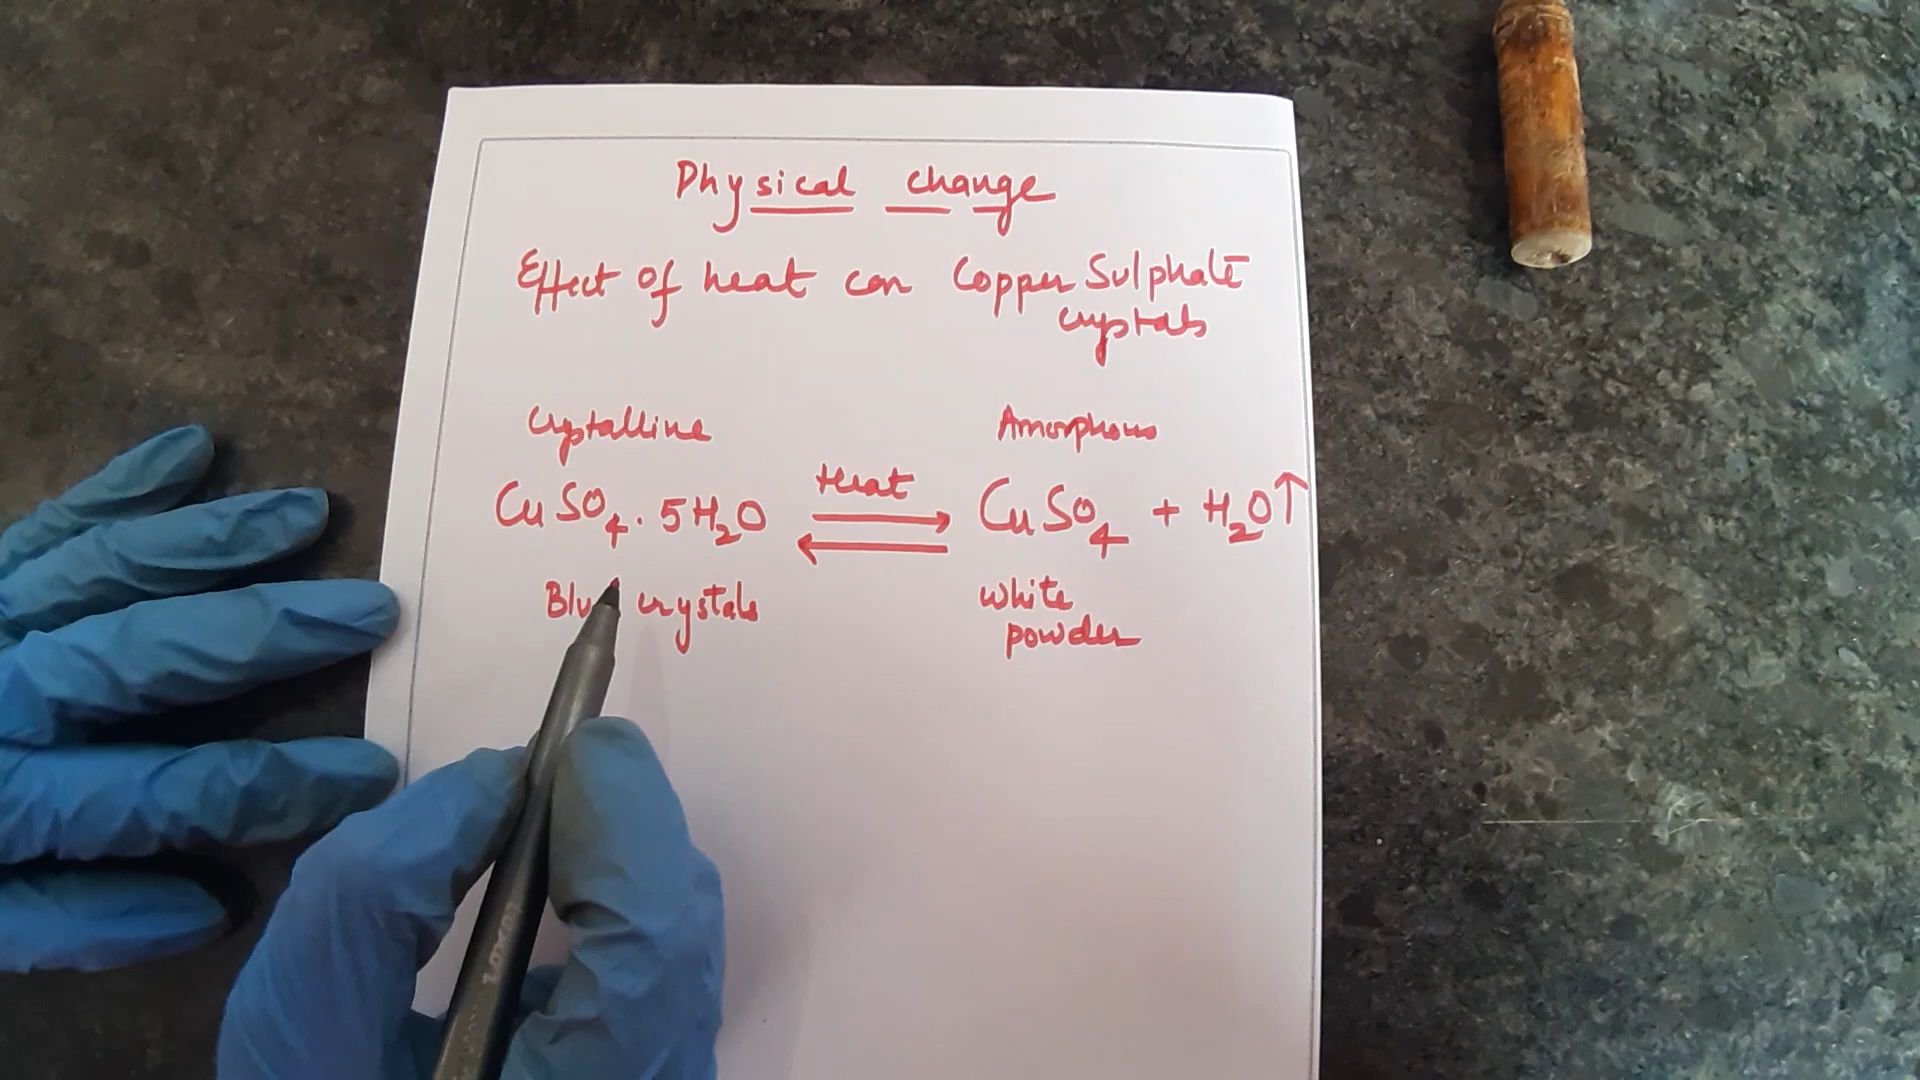 Physical change
Effect of heat on Copper Sulphate
crystals
Crystalline
Amorphous
Heat
CuSO4 . 5H2O ⇌ CuSO4 + H2O↑
Blue crystals
white
powder